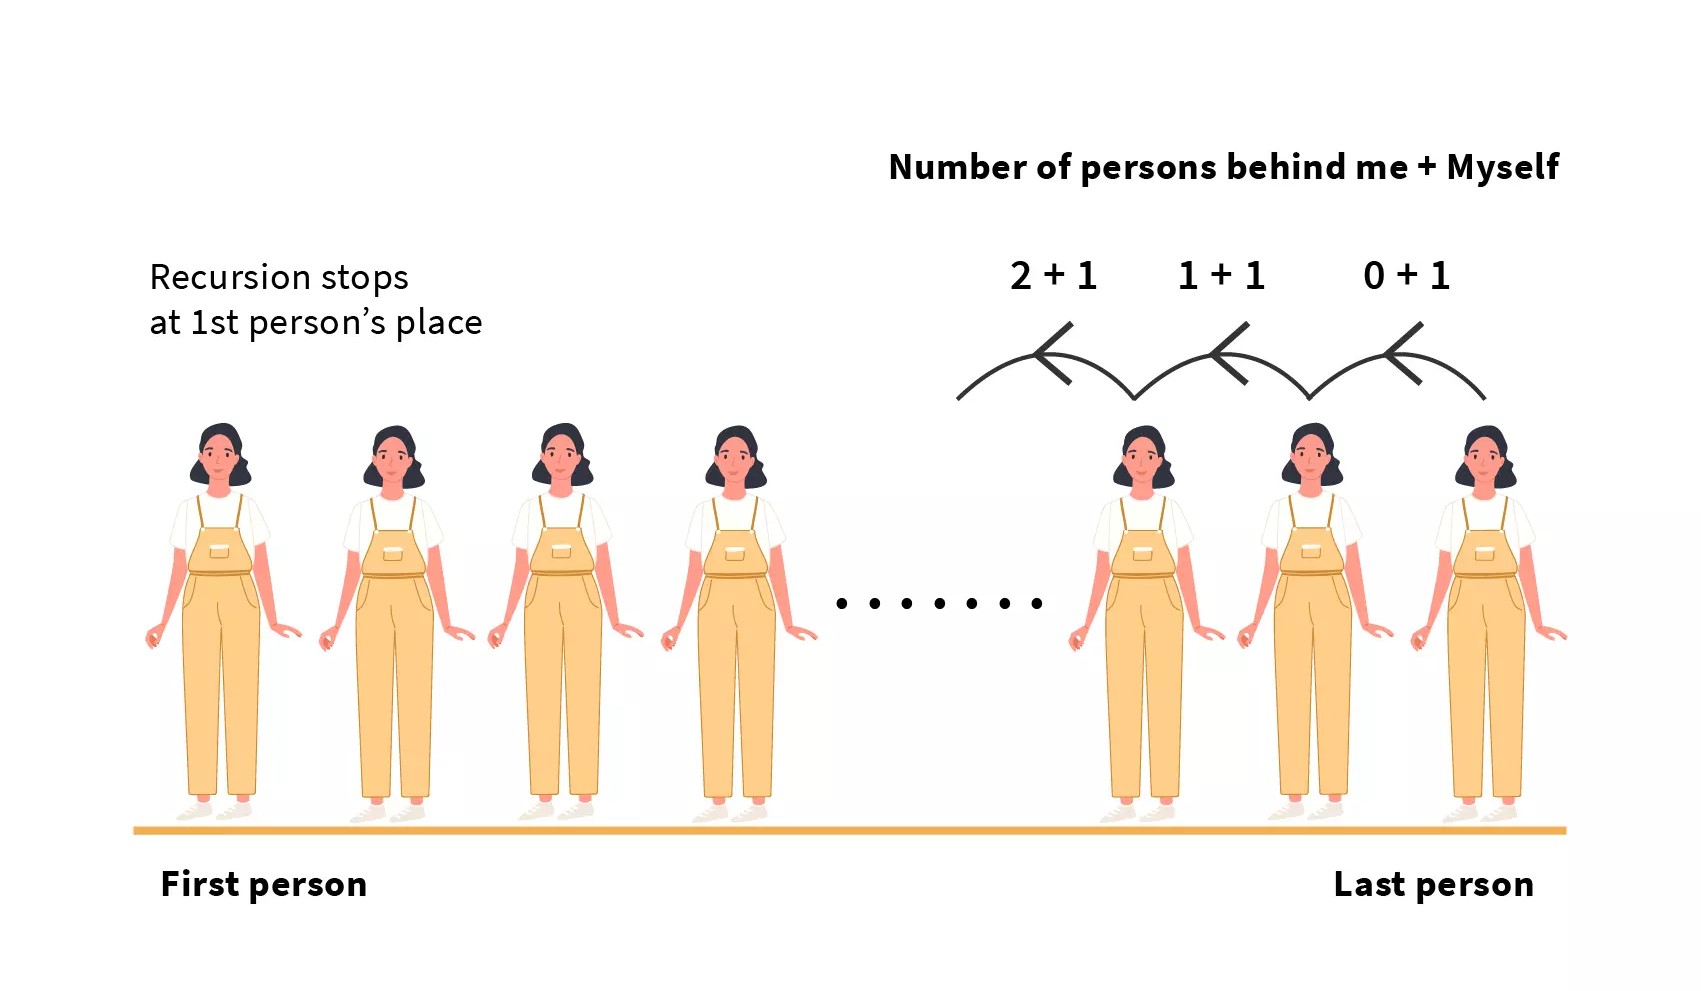 Number of persons behind me + Myself
2 + 1 1 + 1 0 + 1
Recursion stops
at 1st person’s place
First person
Last person